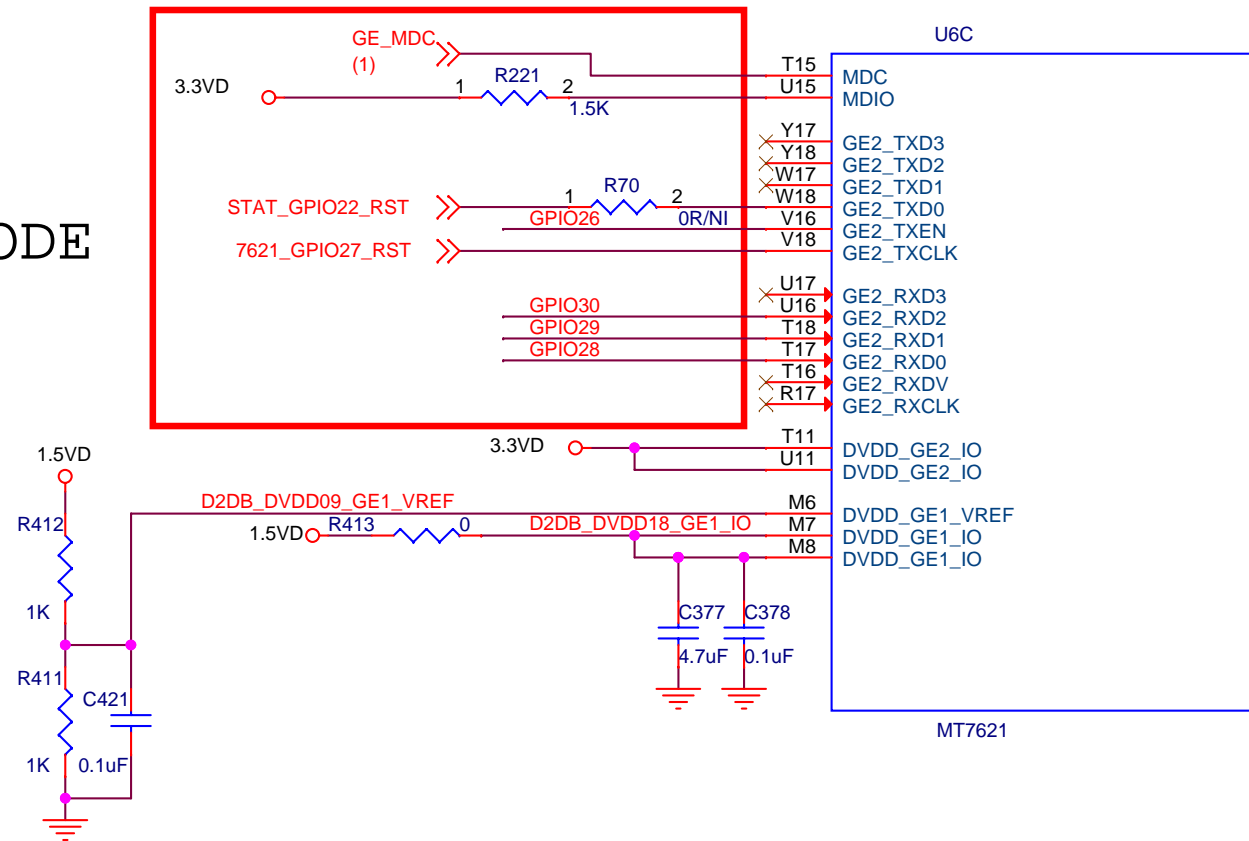 U6C
GE_MDC
(1)
T15
MDC
3.3VD
1
R221
2
1.5K
U15
MDIO
Y17
GE2_TXD3
Y18
GE2_TXD2
W17
GE2_TXD1
STAT_GPIO22_RST
1
R70
2
0R/NI
W18
GE2_TXD0
GPIO26
V16
GE2_TXEN
ODE
7621_GPIO27_RST
V18
GE2_TXCLK
U17
GE2_RXD3
GPIO30
U16
GE2_RXD2
GPIO29
T18
GE2_RXD1
GPIO28
T17
GE2_RXD0
T16
GE2_RXDV
R17
GE2_RXCLK
3.3VD
T11
DVDD_GE2_IO
U11
DVDD_GE2_IO
1.5VD
D2DB_DVDD09_GE1_VREF
M6
DVDD_GE1_VREF
R412
1.5VD
R413
0
D2DB_DVDD18_GE1_IO
M7
DVDD_GE1_IO
M8
DVDD_GE1_IO
1K
C377
C378
4.7uF
0.1uF
R411
C421
1K
0.1uF
MT7621